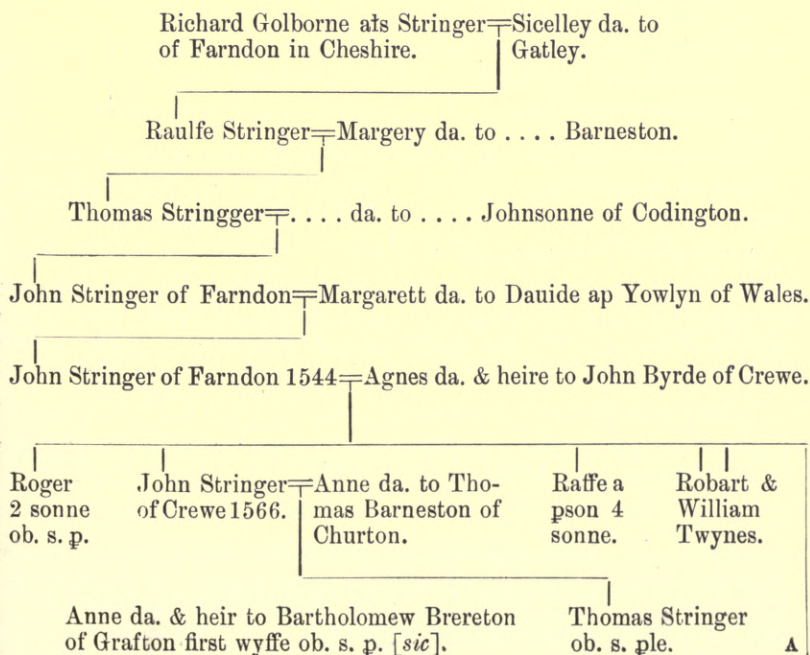 Richard Golborne ats Stringer=Sicelley da. to
of Farndon in Cheshire. Gatley.
Raulfe Stringer=Margery da. to . . . . Barneston.
Thomas Stringger=. . . . da. to . . . . Johnsonne of Codington.
John Stringer of Farndon=Margarett da. to Dauide ap Yowlyn of Wales.
John Stringer of Farndon 1544=Agnes da. & heire to John Byrde of Crewe.
Roger
2 sonne
ob. s. p.
John Stringer=Anne da. to Tho-
of Crewe 1566. mas Barneston of
Churton.
Raffe a
pson 4
sonne.
Robart &
William
Twynes.
Anne da. & heir to Bartholomew Brereton
of Grafton first wyffe ob. s. p. [sic].
Thomas Stringer
ob. s. ple.
A